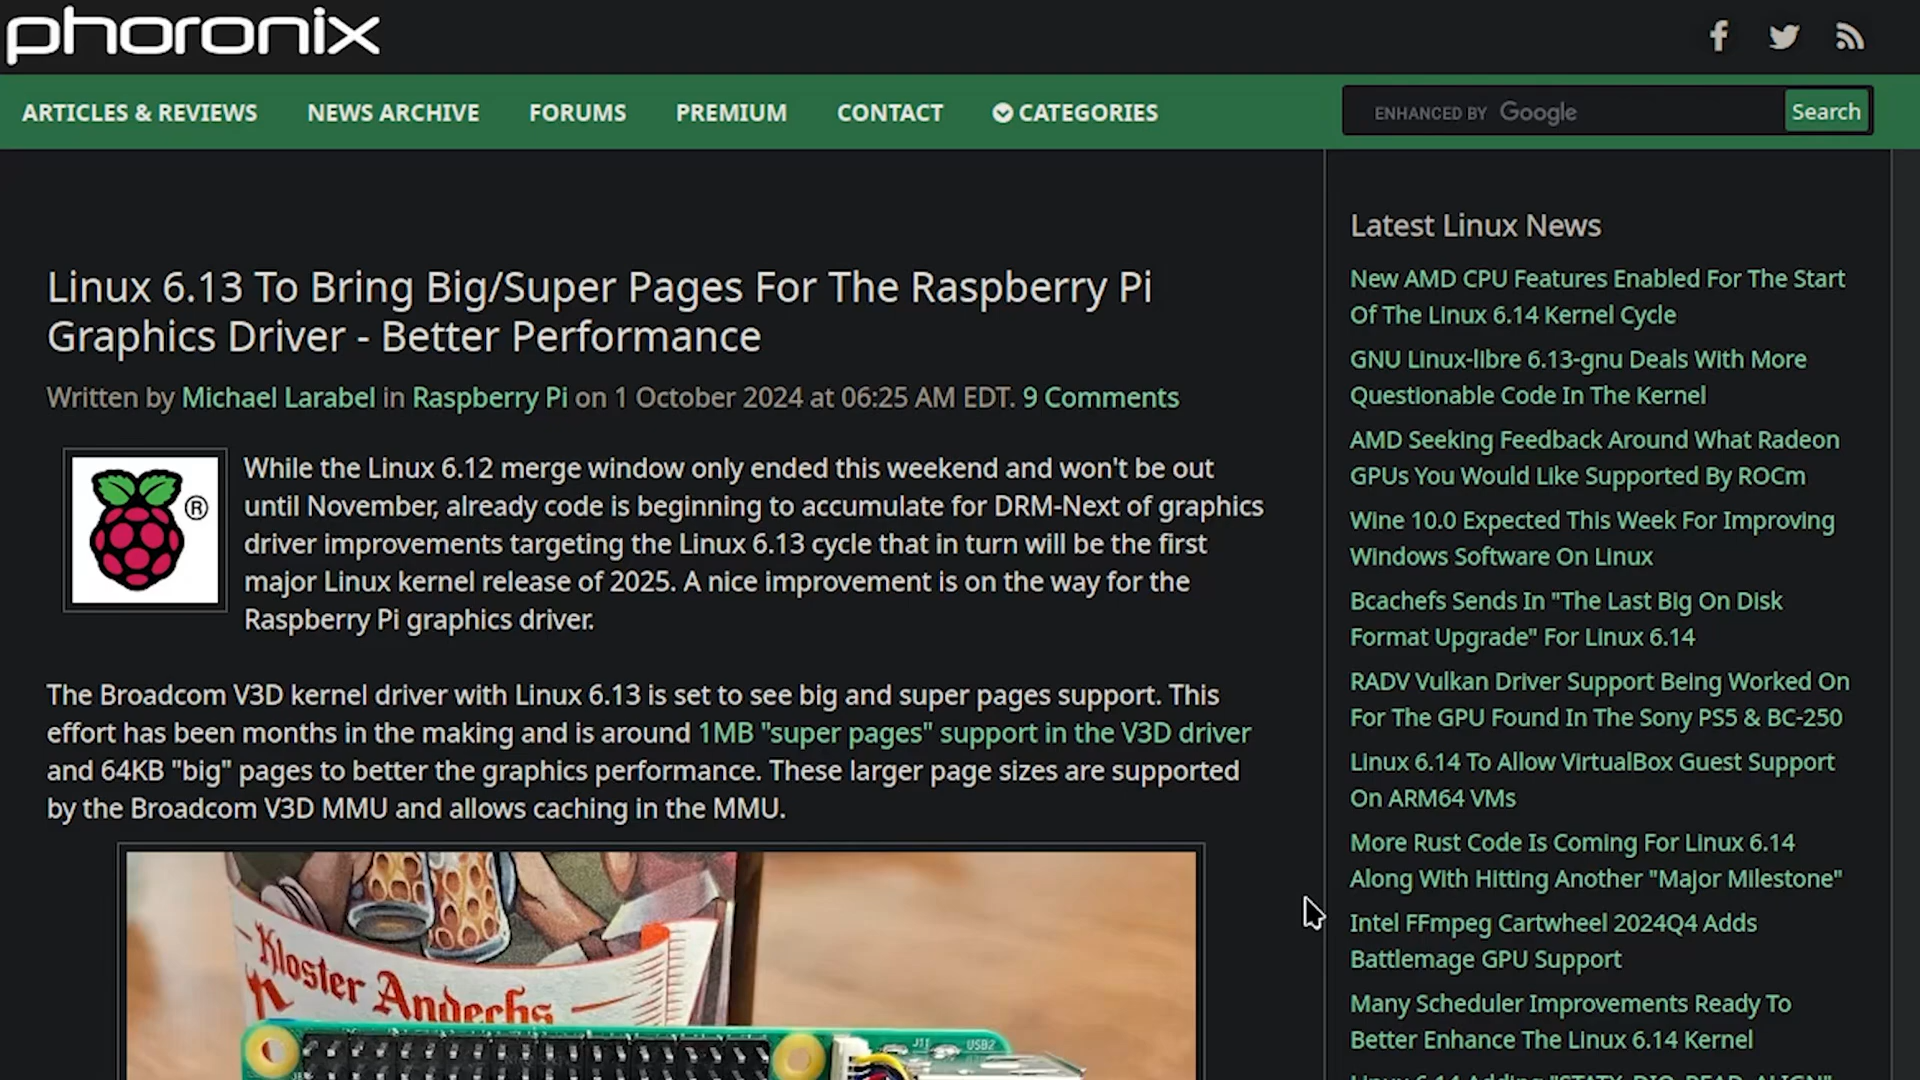 phoronix
ARTICLES & REVIEWS NEWS ARCHIVE FORUMS PREMIUM CONTACT CATEGORIES
ENHANCED BY Google Search
Linux 6.13 To Bring Big/Super Pages For The Raspberry Pi
Graphics Driver - Better Performance
Written by Michael Larabel in Raspberry Pi on 1 October 2024 at 06:25 AM EDT. 9 Comments
®
While the Linux 6.12 merge window only ended this weekend and won't be out
until November, already code is beginning to accumulate for DRM-Next of graphics
driver improvements targeting the Linux 6.13 cycle that in turn will be the first
major Linux kernel release of 2025. A nice improvement is on the way for the
Raspberry Pi graphics driver.
The Broadcom V3D kernel driver with Linux 6.13 is set to see big and super pages support. This
effort has been months in the making and is around 1MB "super pages" support in the V3D driver
and 64KB "big" pages to better the graphics performance. These larger page sizes are supported
by the Broadcom V3D MMU and allows caching in the MMU.
Kloster Andechs
J11 USB2
Latest Linux News
New AMD CPU Features Enabled For The Start
Of The Linux 6.14 Kernel Cycle
GNU Linux-libre 6.13-gnu Deals With More
Questionable Code In The Kernel
AMD Seeking Feedback Around What Radeon
GPUs You Would Like Supported By ROCm
Wine 10.0 Expected This Week For Improving
Windows Software On Linux
Bcachefs Sends In "The Last Big On Disk
Format Upgrade" For Linux 6.14
RADV Vulkan Driver Support Being Worked On
For The GPU Found In The Sony PS5 & BC-250
Linux 6.14 To Allow VirtualBox Guest Support
On ARM64 VMs
More Rust Code Is Coming For Linux 6.14
Along With Hitting Another "Major Milestone"
Intel FFmpeg Cartwheel 2024Q4 Adds
Battlemage GPU Support
Many Scheduler Improvements Ready To
Better Enhance The Linux 6.14 Kernel